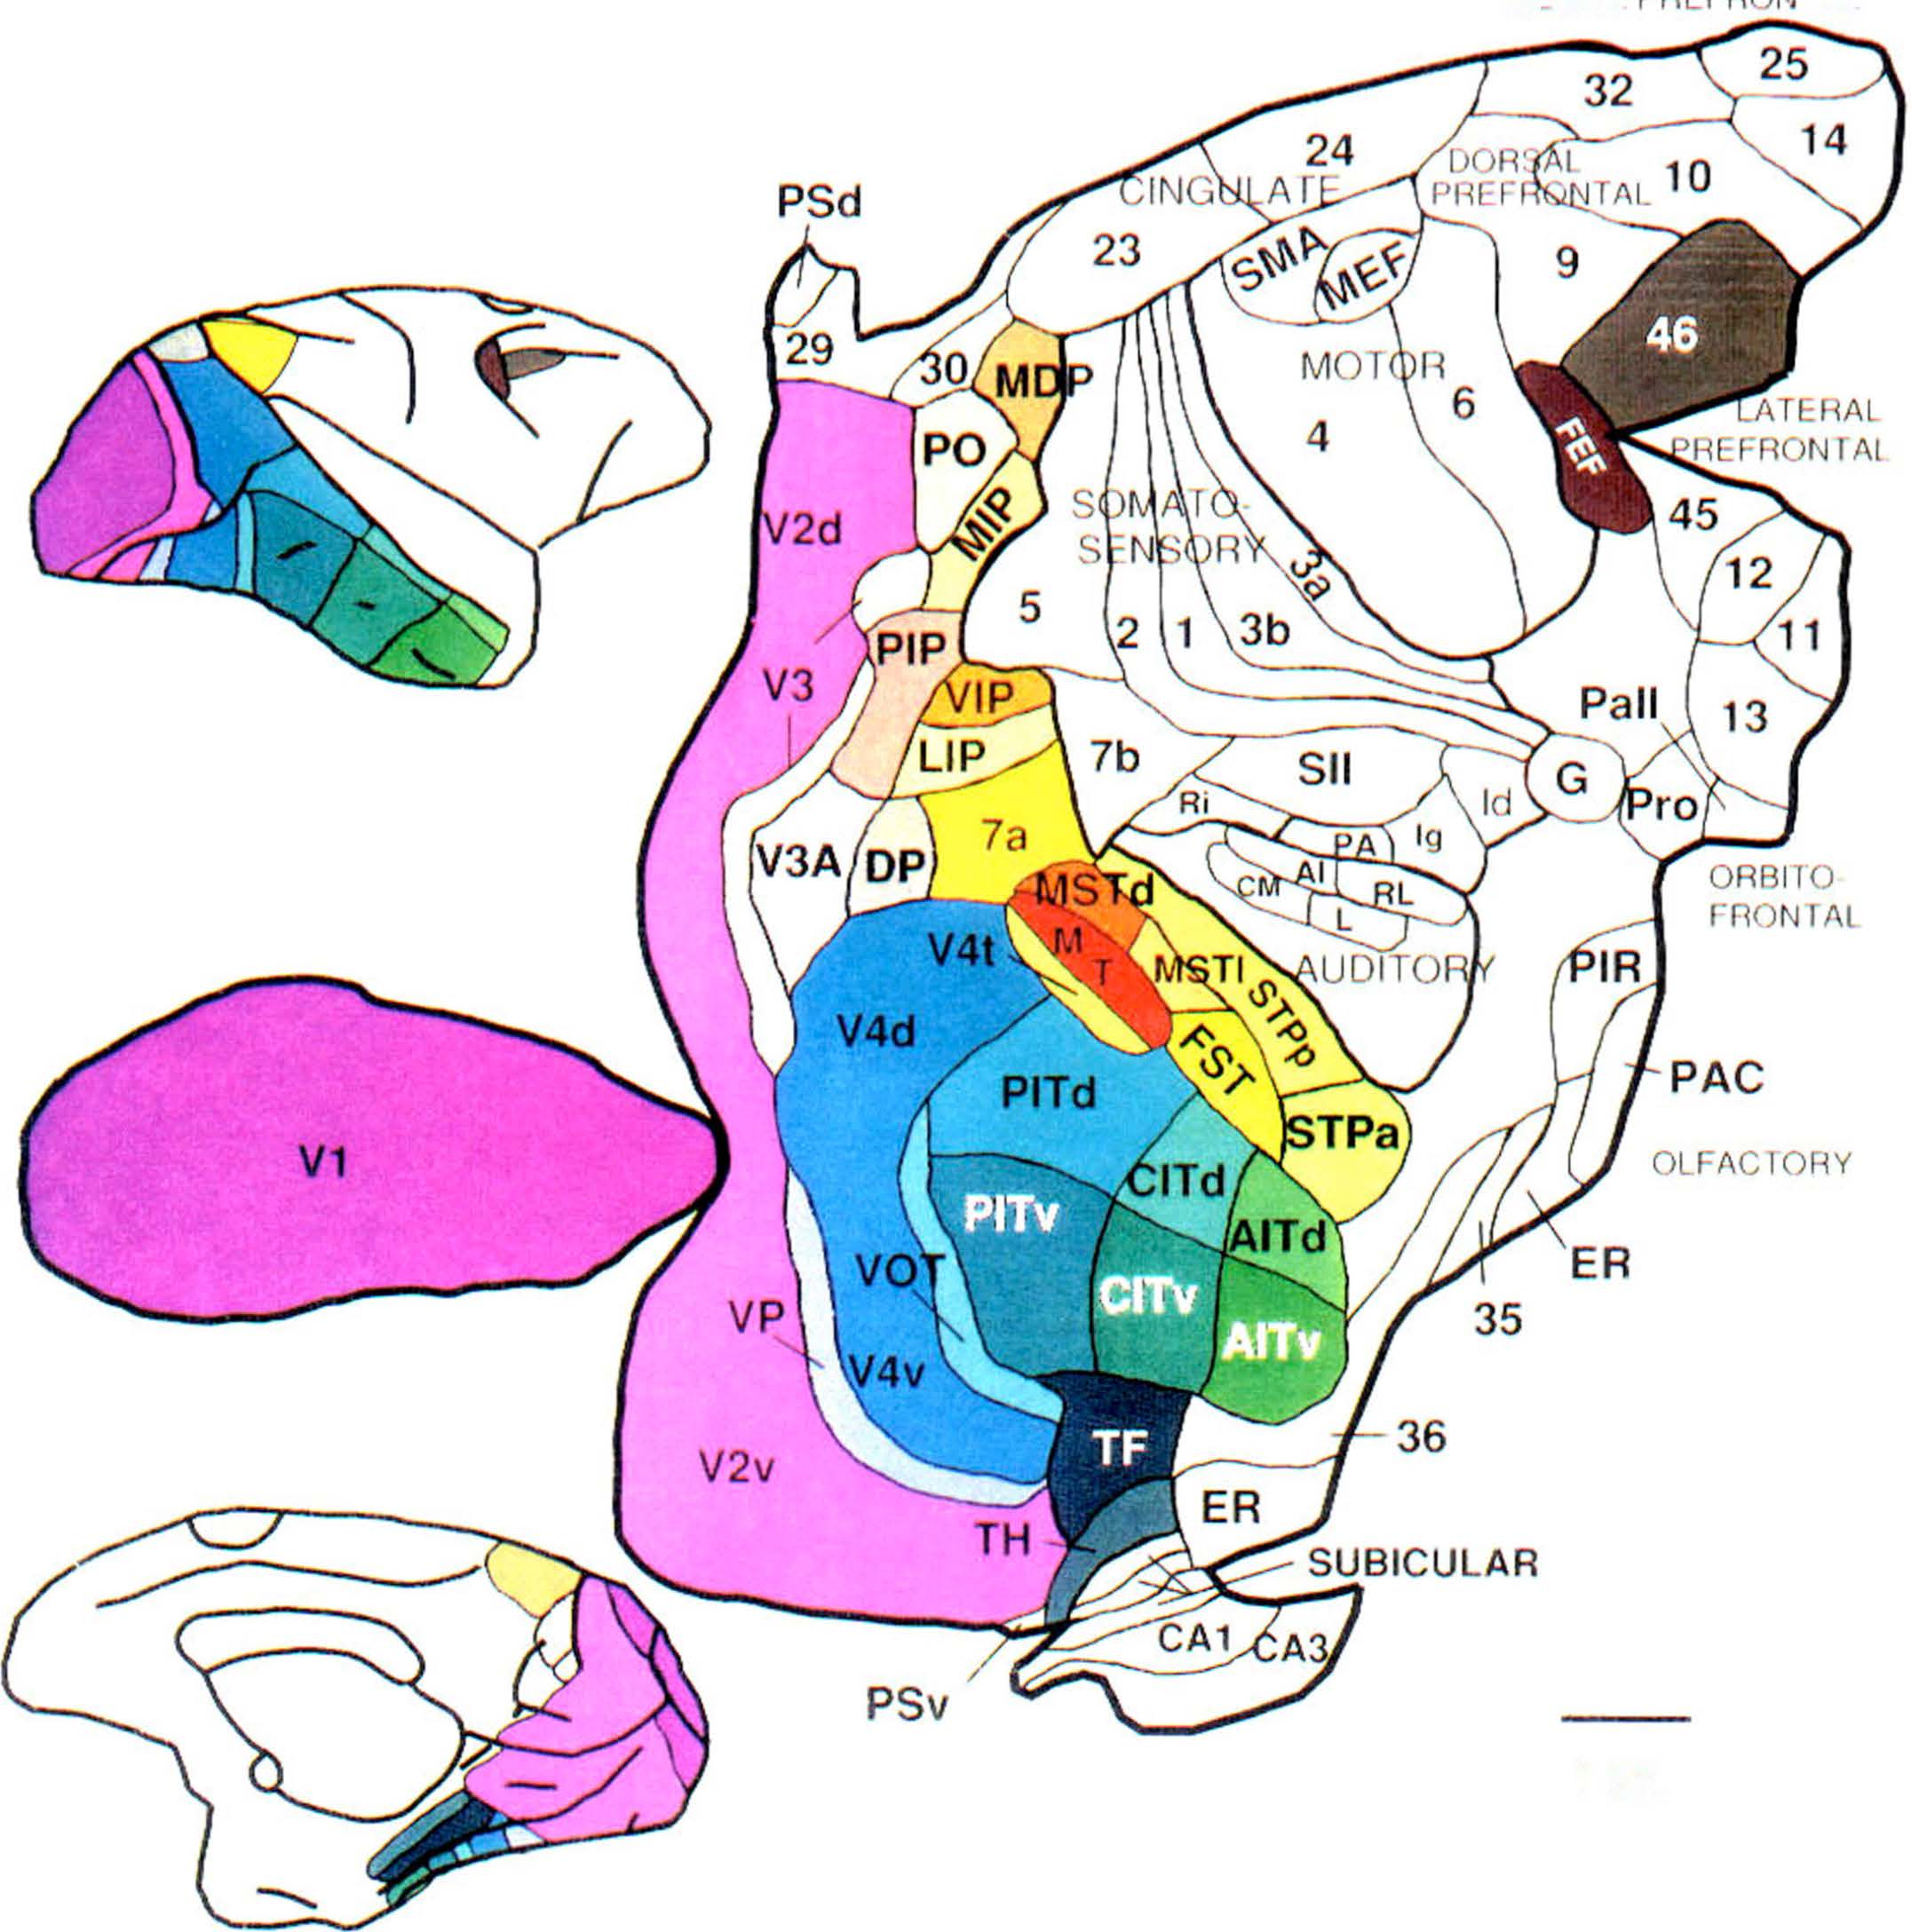 25
32
14
24
DORSAL
10
CINGULATE
PREFRONTAL
PSd
23
SMA
MEF
9
46
29
30
MDP
MOTOR
6
LATERAL
4
FEF
PREFRONTAL
PO
SOMATO-
SENSORY
V2d
MIP
45
3a
12
5
2
1
3b
11
PIP
V3
VIP
Pall
13
LIP
7b
SII
G
Ri
Id
Pro
7a
PA
Ig
V3A
DP
AI
MSTd
CM
RL
ORBITO-
FRONTAL
L
V4t
M
T
MSTl
AUDITORY
PIR
STPp
V4d
FST
PITd
PAC
STPa
V1
OLFACTORY
CITd
PITv
AITd
VOT
ER
CITv
VP
35
AITv
V4v
36
TF
V2v
ER
TH
SUBICULAR
CA1
CA3
PSv